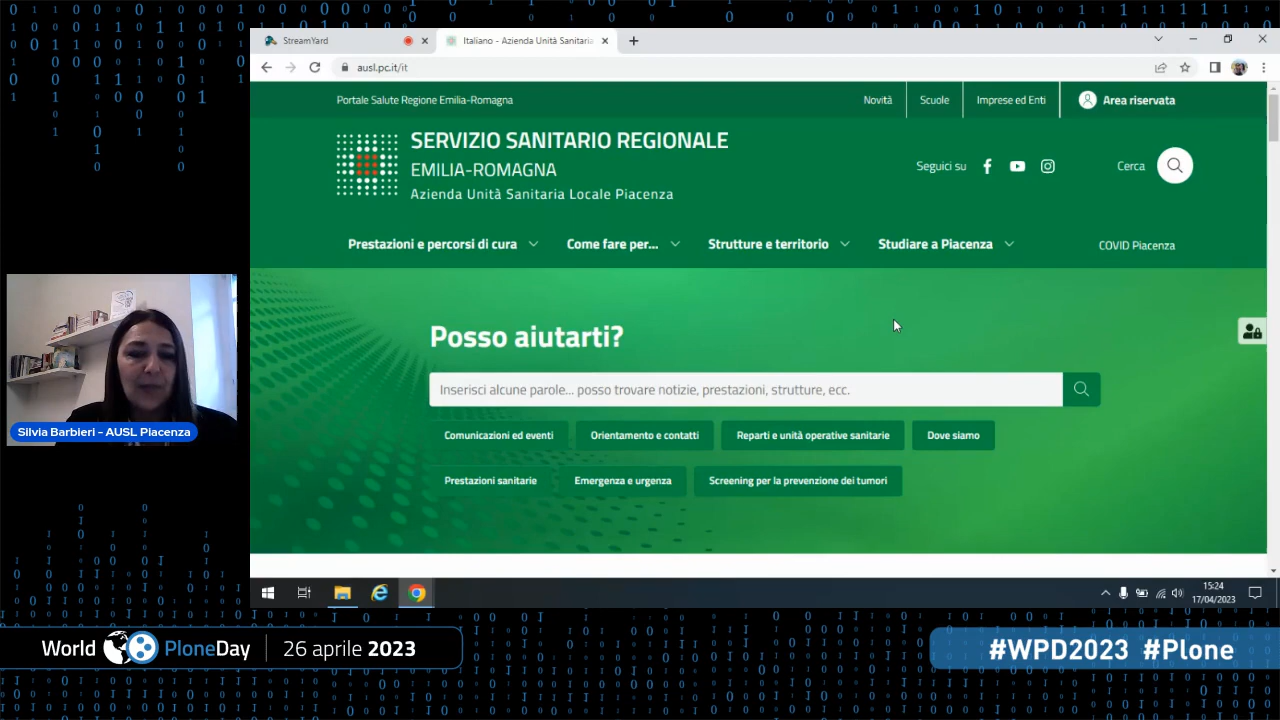 StreamYard
Italiano - Azienda Unità Sanitaria
ausl.pc.it/it
Portale Salute Regione Emilia-Romagna
Novità
Scuole
Imprese ed Enti
Area riservata
SERVIZIO SANITARIO REGIONALE
EMILIA-ROMAGNA
Azienda Unità Sanitaria Locale Piacenza
Seguici su
Cerca
Prestazioni e percorsi di cura
Come fare per...
Strutture e territorio
Studiare a Piacenza
COVID Piacenza
Posso aiutarti?
Inserisci alcune parole... posso trovare notizie, prestazioni, strutture, ecc.
Comunicazioni ed eventi
Orientamento e contatti
Reparti e unità operative sanitarie
Dove siamo
Prestazioni sanitarie
Emergenza e urgenza
Screening per la prevenzione dei tumori
Silvia Barbieri - AUSL Piacenza
15:24
17/04/2023
World PloneDay
26 aprile 2023
#WPD2023 #Plone